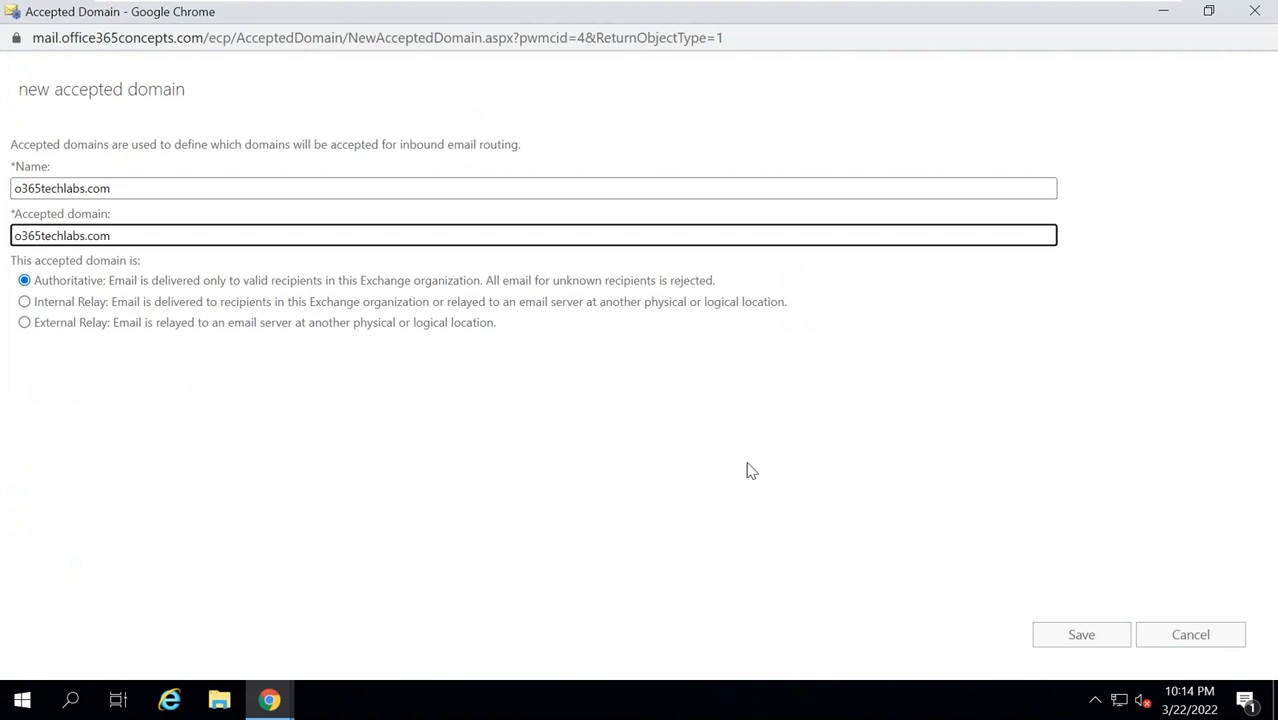 Accepted Domain - Google Chrome
mail.office365concepts.com/ecp/AcceptedDomain/NewAcceptedDomain.aspx?pwmcid=4&ReturnObjectType=1
new accepted domain
Accepted domains are used to define which domains will be accepted for inbound email routing.
*Name:
o365techlabs.com
*Accepted domain:
o365techlabs.com
This accepted domain is:
Authoritative: Email is delivered only to valid recipients in this Exchange organization. All email for unknown recipients is rejected.
Internal Relay: Email is delivered to recipients in this Exchange organization or relayed to an email server at another physical or logical location.
External Relay: Email is relayed to an email server at another physical or logical location.
Save Cancel
10:14 PM
3/22/2022
1